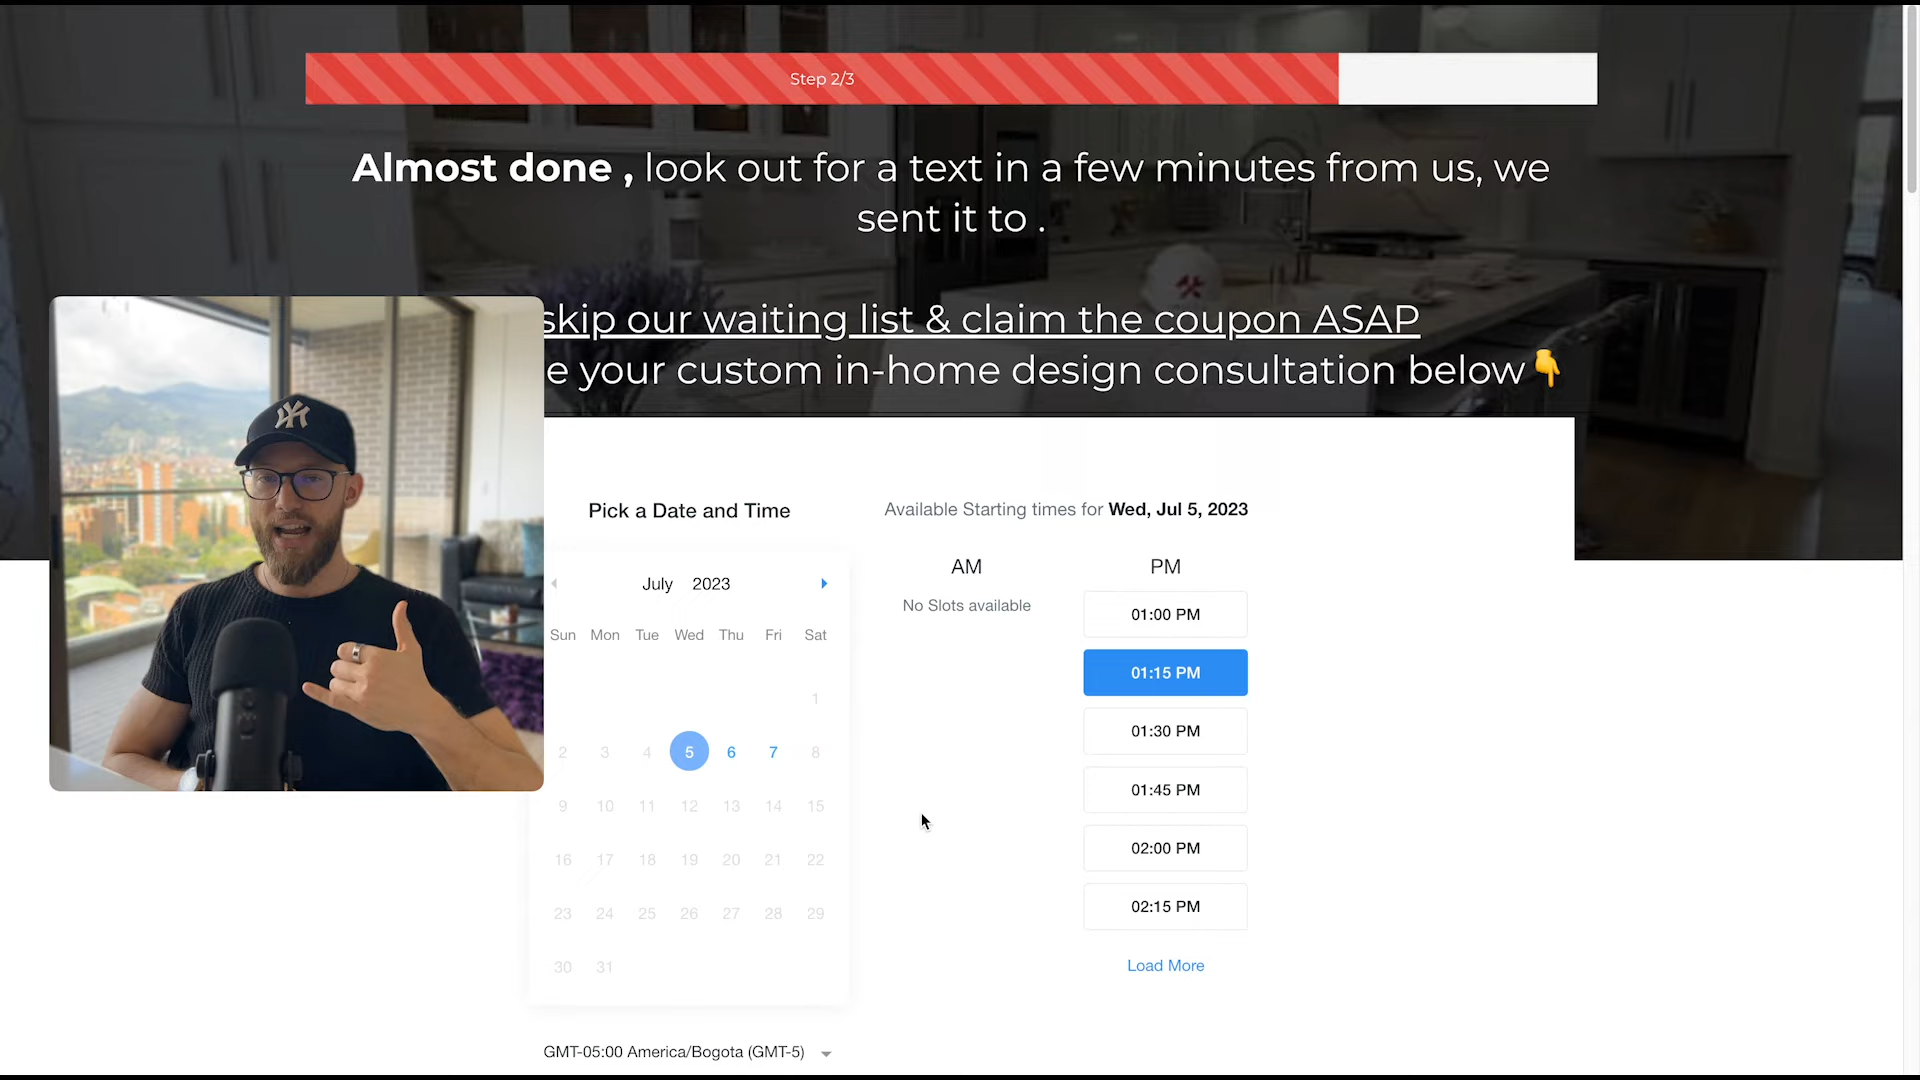 Step 2/3
Almost done , look out for a text in a few minutes from us, we
sent it to .
skip our waiting list & claim the coupon ASAP
e your custom in-home design consultation below👇
Pick a Date and Time
Available Starting times for Wed, Jul 5, 2023
July 2023
Sun Mon Tue Wed Thu Fri Sat
1
2 3 4 5 6 7 8
9 10 11 12 13 14 15
16 17 18 19 20 21 22
23 24 25 26 27 28 29
30 31
GMT-05:00 America/Bogota (GMT-5)
AM
No Slots available
PM
01:00 PM
01:15 PM
01:30 PM
01:45 PM
02:00 PM
02:15 PM
Load More
NY